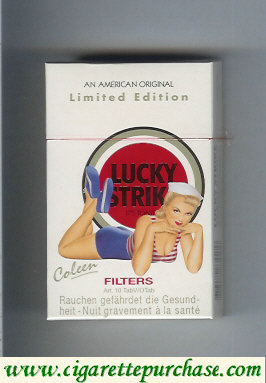 AN AMERICAN ORIGINAL
Limited Edition
LUCKY
STRIK
Coleen
FILTERS
Rauchen gefährdet die Gesund-
heit - Nuit gravement à la santé
www.cigarettepurchase.com